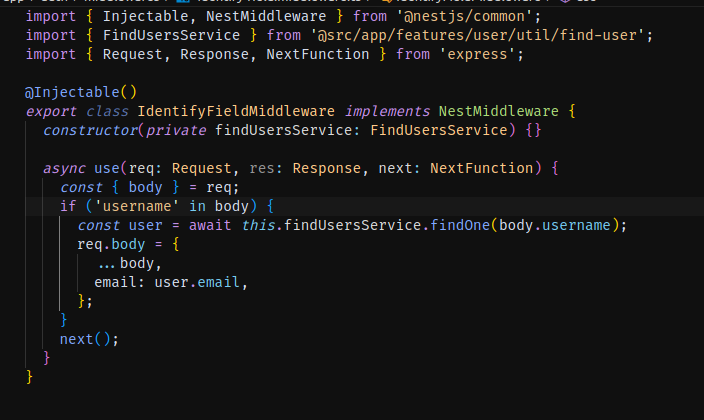 import { Injectable, NestMiddleware } from '@nestjs/common';
import { FindUsersService } from '@src/app/features/user/util/find-user';
import { Request, Response, NextFunction } from 'express';

@Injectable()
export class IdentifyFieldMiddleware implements NestMiddleware {
  constructor(private findUsersService: FindUsersService) {}

  async use(req: Request, res: Response, next: NextFunction) {
    const { body } = req;
    if ('username' in body) {
      const user = await this.findUsersService.findOne(body.username);
      req.body = {
        ...body,
        email: user.email,
      };
    }
    next();
  }
}